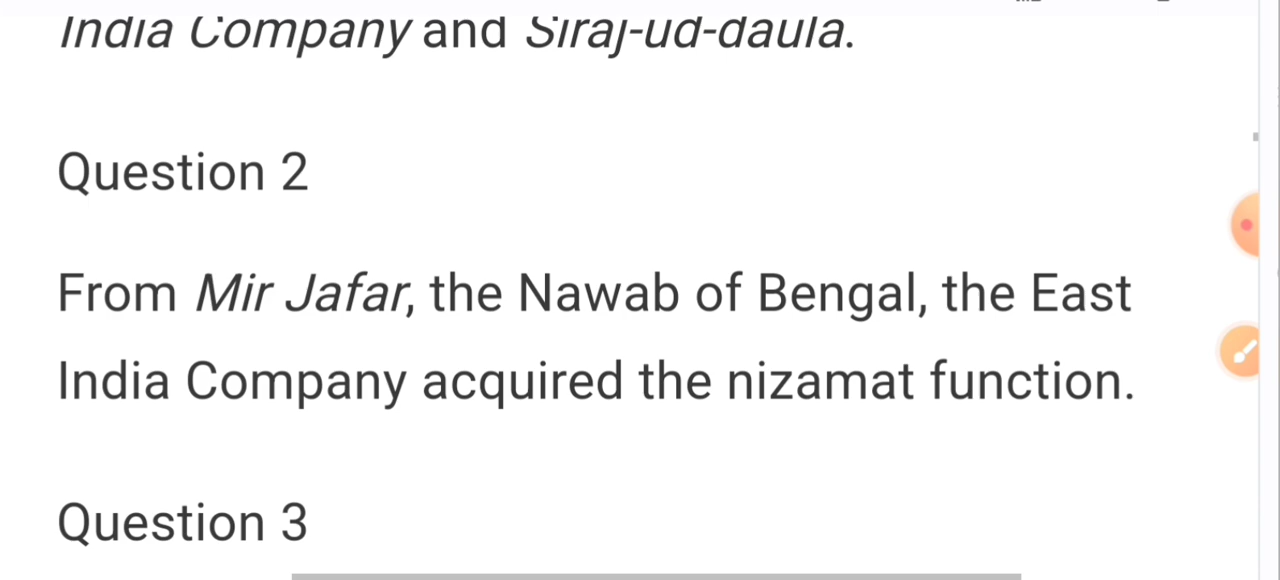 India Company and Siraj-ud-daula.
Question 2
From Mir Jafar, the Nawab of Bengal, the East
India Company acquired the nizamat function.
Question 3